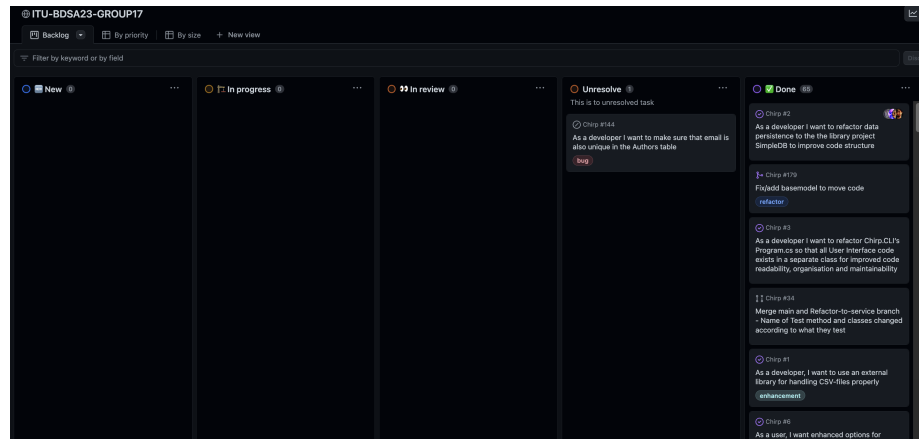 ITU-BDSA23-GROUP17
Backlog
By priority
By size
+ New view
Filter by keyword or by field
New 0
In progress 0
In review 0
Unresolve 1
This is to unresolved task
Chirp #144
As a developer I want to make sure that email is
also unique in the Authors table
bug
Done 68
Chirp #2
As a developer I want to refactor data
persistence to the the library project
SimpleDB to improve code structure
Chirp #179
Fix/add basemodel to move code
refactor
Chirp #3
As a developer I want to refactor Chirp.CLI's
Program.cs so that all User Interface code
exists in a separate class for improved code
readability, organisation and maintainability
Chirp #34
Merge main and Refactor-to-service branch
- Name of Test method and classes changed
according to what they test
Chirp #1
As a developer, I want to use an external
library for handling CSV-files properly
enhancement
Chirp #6
As a user, I want enhanced options for